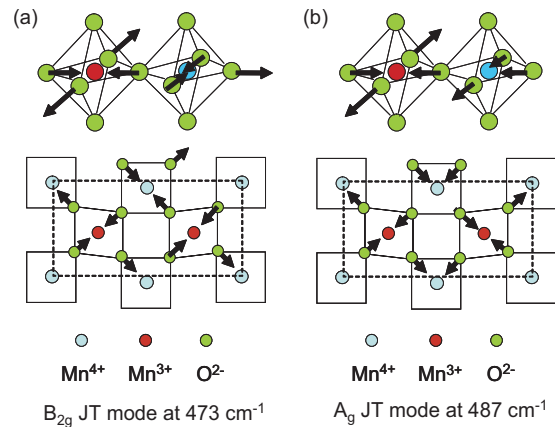 (a) (b)
Mn⁴⁺ Mn³⁺ O²⁻ Mn⁴⁺ Mn³⁺ O²⁻
B₂g JT mode at 473 cm⁻¹ Ag JT mode at 487 cm⁻¹